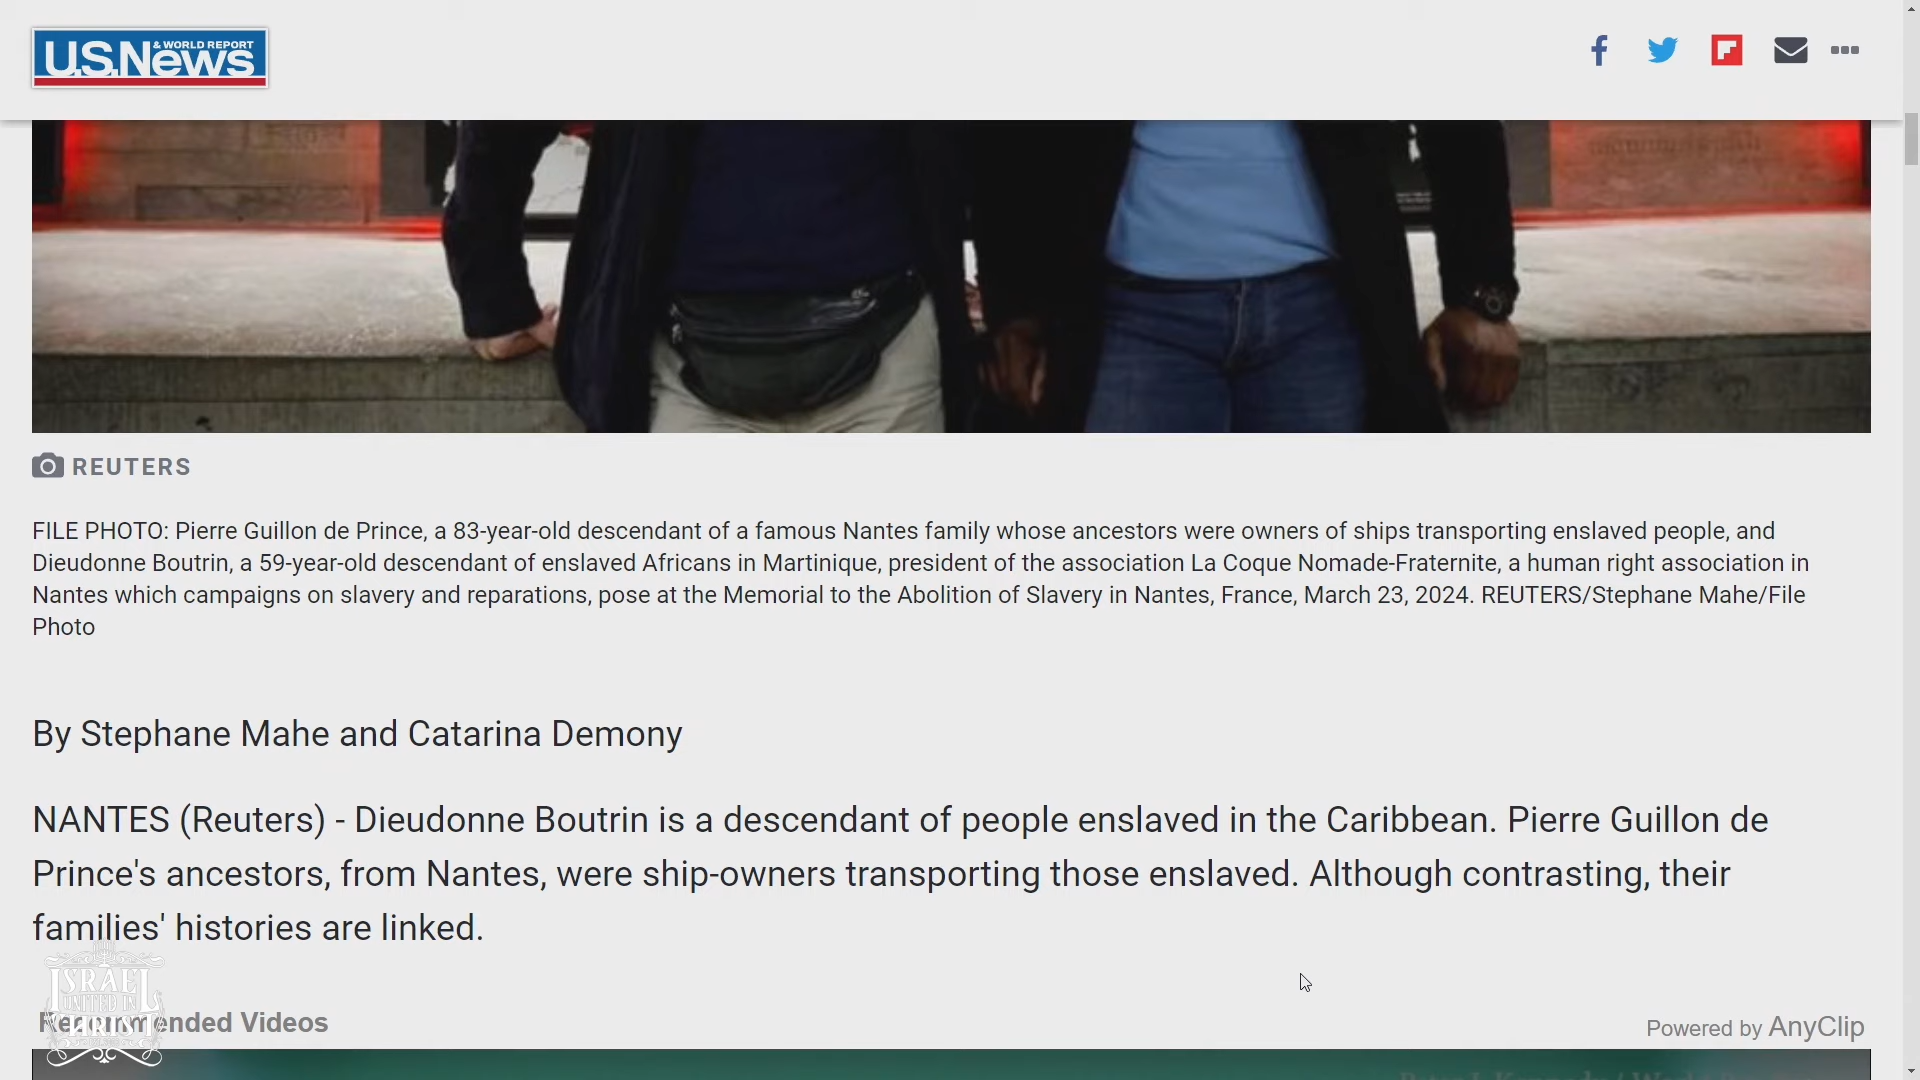 U.S.News
& WORLD REPORT
REUTERS
FILE PHOTO: Pierre Guillon de Prince, a 83-year-old descendant of a famous Nantes family whose ancestors were owners of ships transporting enslaved people, and
Dieudonne Boutrin, a 59-year-old descendant of enslaved Africans in Martinique, president of the association La Coque Nomade-Fraternite, a human right association in
Nantes which campaigns on slavery and reparations, pose at the Memorial to the Abolition of Slavery in Nantes, France, March 23, 2024. REUTERS/Stephane Mahe/File
Photo
By Stephane Mahe and Catarina Demony
NANTES (Reuters) - Dieudonne Boutrin is a descendant of people enslaved in the Caribbean. Pierre Guillon de
Prince's ancestors, from Nantes, were ship-owners transporting those enslaved. Although contrasting, their
families' histories are linked.
ISRAEL
UNITED IN
CHRIST
Recommended Videos
Powered by AnyClip